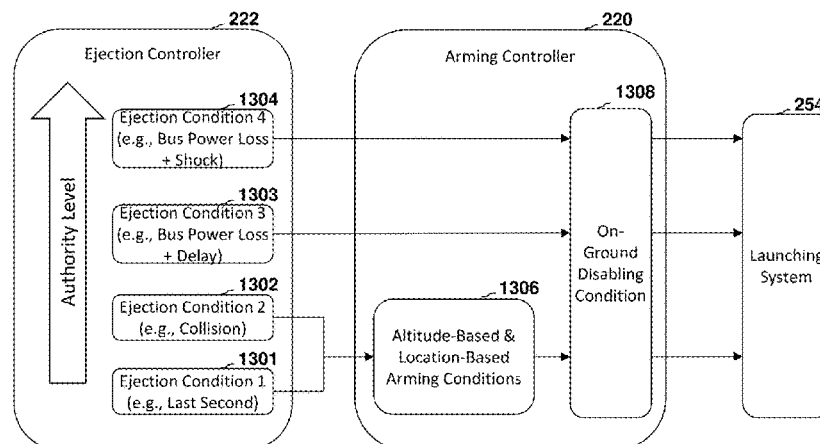 222
Ejection Controller
Authority Level
1304
Ejection Condition 4
(e.g., Bus Power Loss
+ Shock)
1303
Ejection Condition 3
(e.g., Bus Power Loss
+ Delay)
1302
Ejection Condition 2
(e.g., Collision)
1301
Ejection Condition 1
(e.g., Last Second)
220
Arming Controller
1306
Altitude-Based &
Location-Based
Arming Conditions
1308
On-
Ground
Disabling
Condition
254
Launching
System